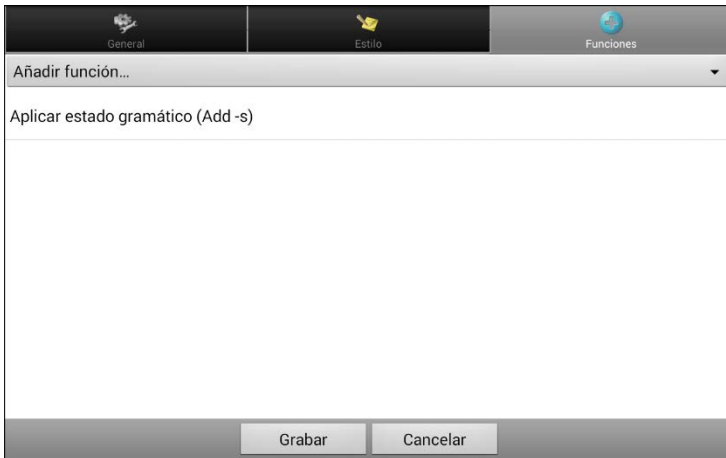 General
Estilo
Funciones
Añadir función...
Aplicar estado gramático (Add -s)
Grabar
Cancelar